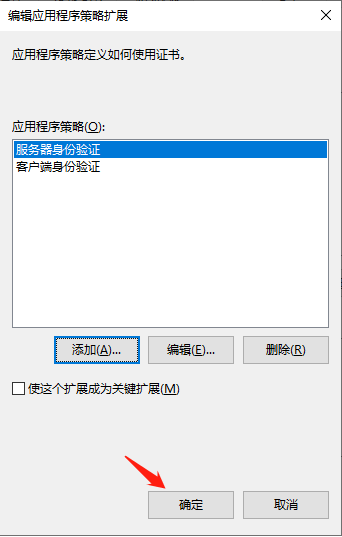 编辑应用程序策略扩展
应用程序策略定义如何使用证书。
应用程序策略(O):
服务器身份验证
客户端身份验证
添加(A)... 编辑(E)... 删除(R)
使这个扩展成为关键扩展(M)
确定 取消